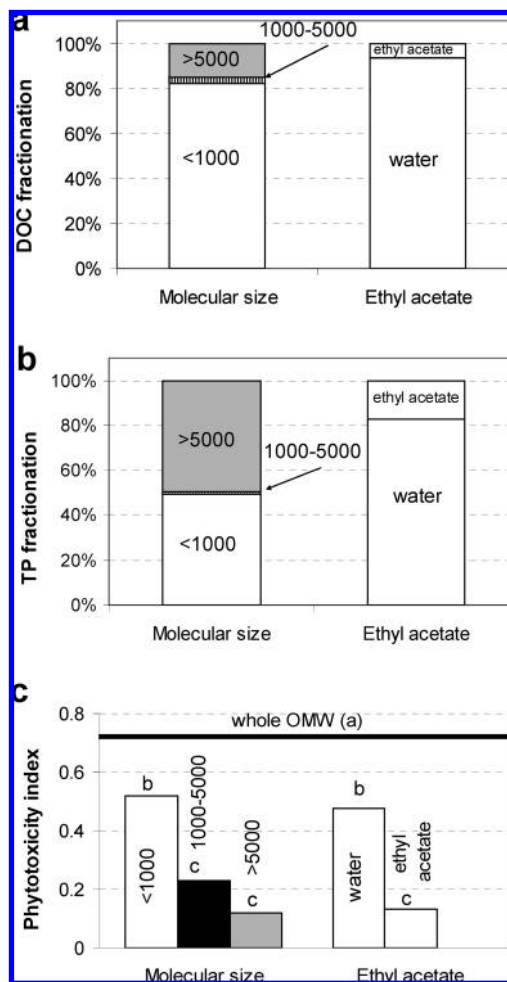 a
1000-5000
100%
80%
60%
40%
20%
0%
DOC fractionation
>5000
<1000
ethyl acetate
water
Molecular size
Ethyl acetate
b
100%
80%
60%
40%
20%
0%
TP fractionation
>5000
1000-5000
<1000
ethyl acetate
water
Molecular size
Ethyl acetate
c
0.8
0.6
0.4
0.2
0
Phytotoxicity index
whole OMW (a)
b
<1000
1000-5000
c
>5000
c
b
water
ethyl
acetate
c
Molecular size
Ethyl acetate